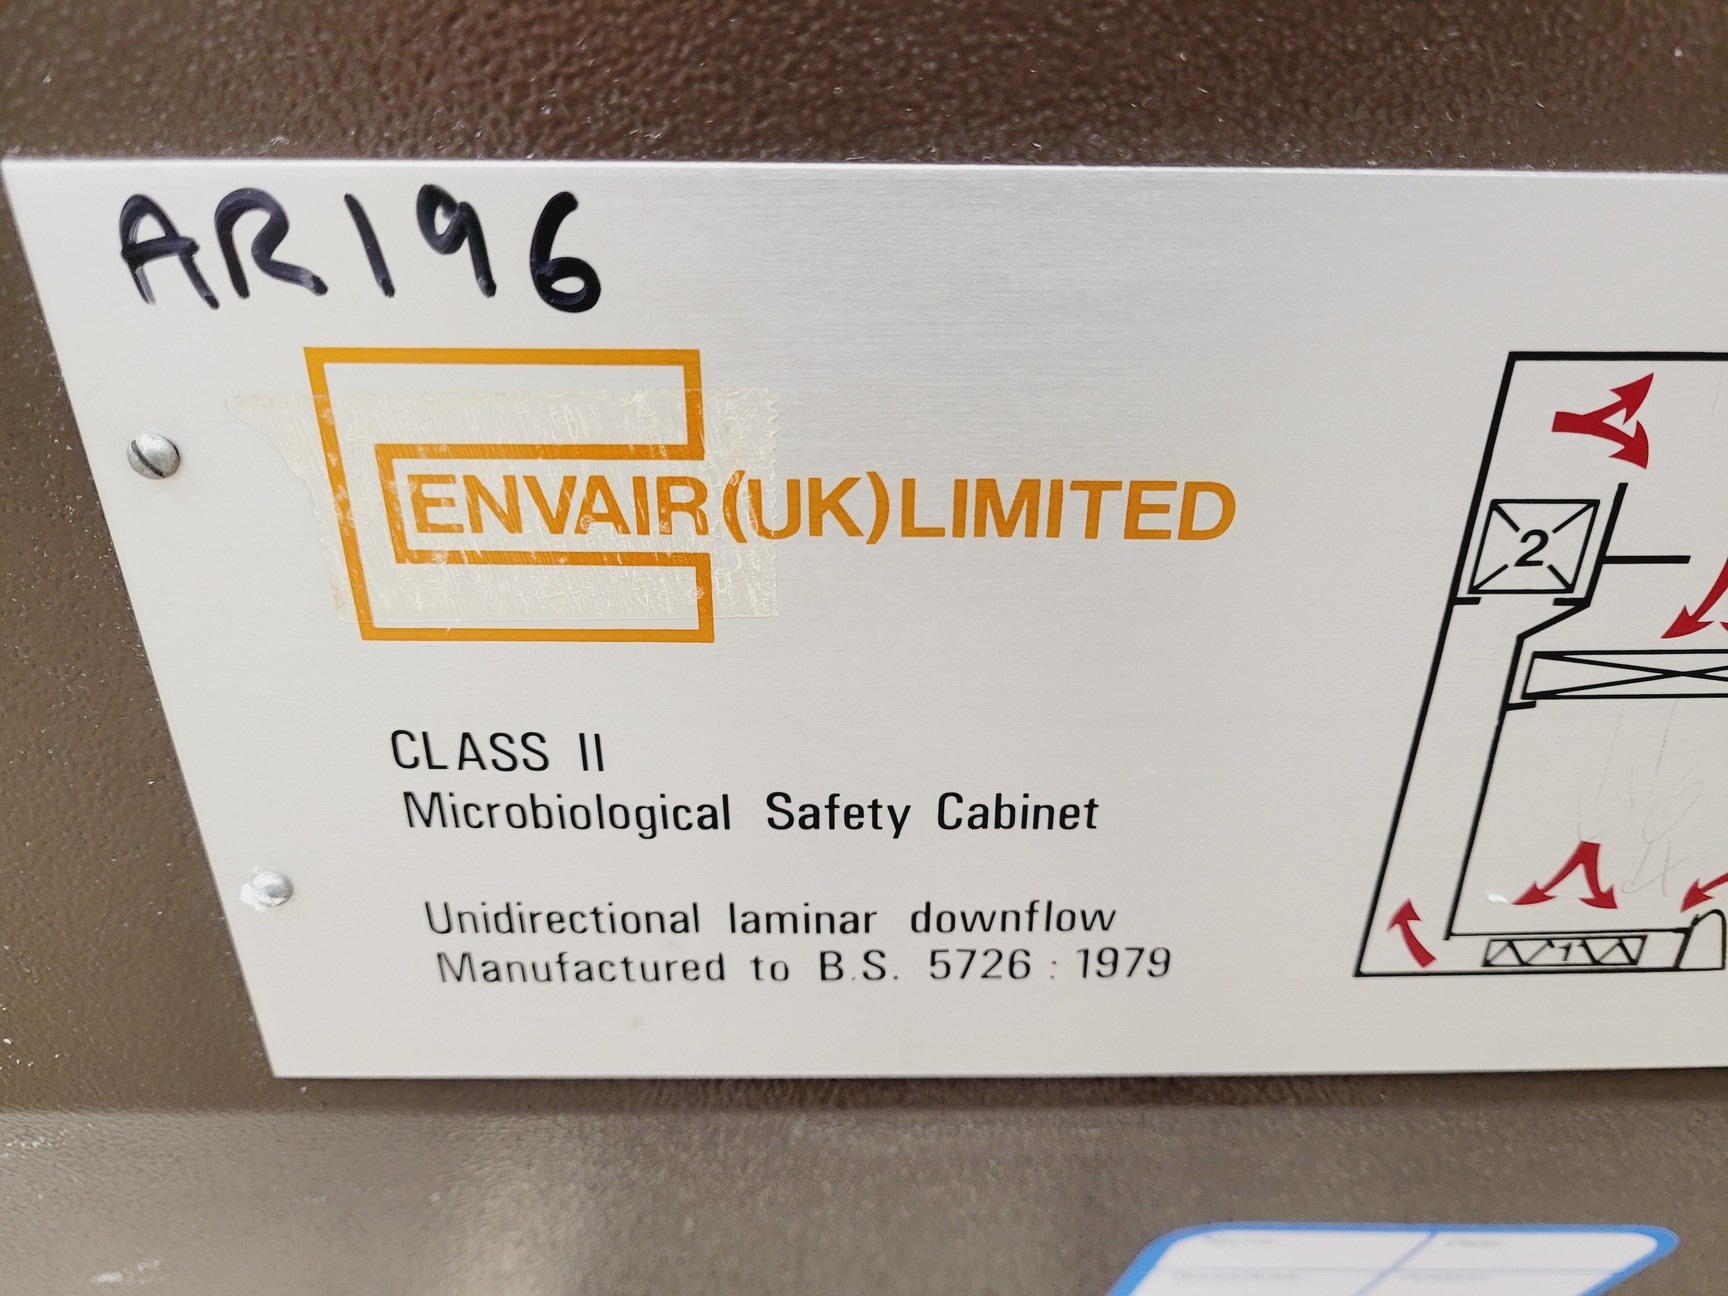 AR196
ENVAIR (UK) LIMITED
CLASS II
Microbiological Safety Cabinet
Unidirectional laminar downflow
Manufactured to B.S. 5726 : 1979
2
1